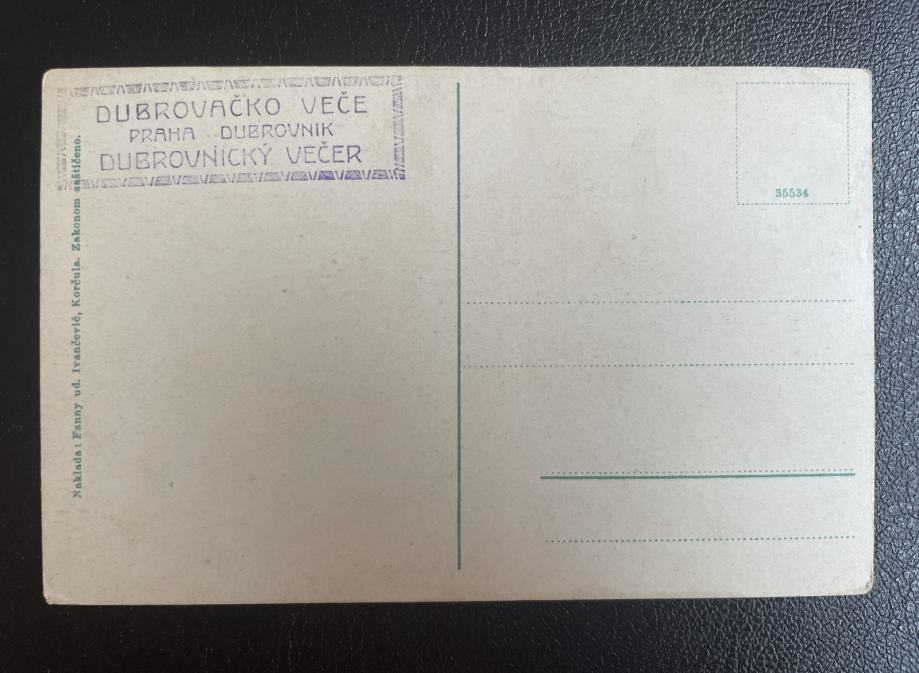 DUBROVAČKO VEČE
PRAHA DUBROVNIK
DUBROVNICKÝ VEČER
Naklada: Fanny ud. Ivančević, Korčula. Zakonom zaštićeno.
35534